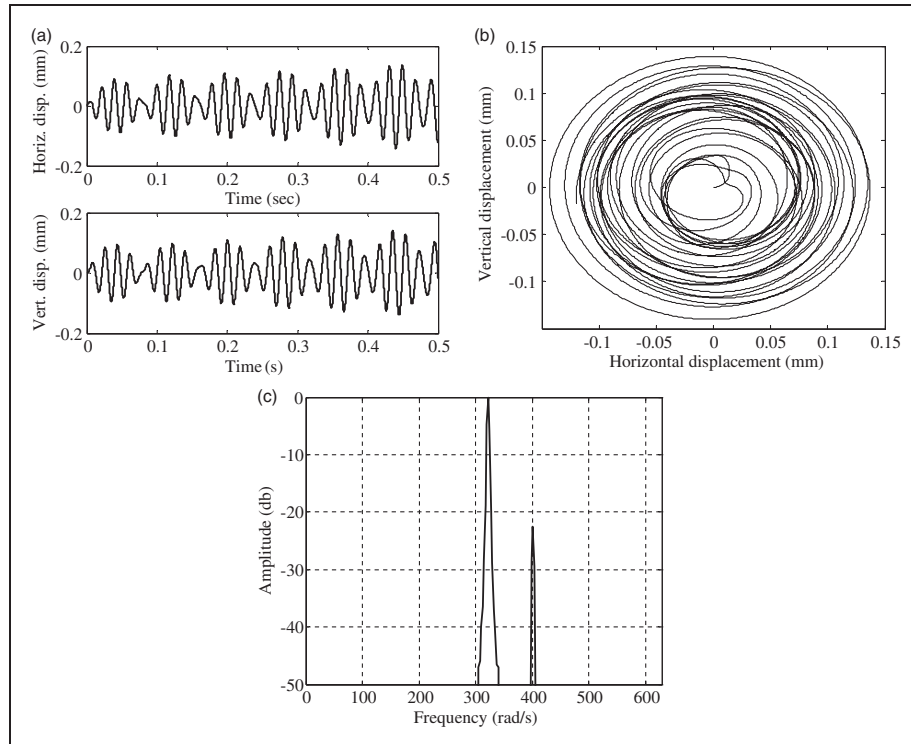 (a)
0.2
0
-0.2
Horiz. disp. (mm)
0 0.1 0.2 0.3 0.4 0.5
Time (sec)
0.2
0
-0.2
Vert. disp. (mm)
0 0.1 0.2 0.3 0.4 0.5
Time (s)
(b)
0.15
0.1
0.05
0
-0.05
-0.1
Vertical displacement (mm)
-0.1 -0.05 0 0.05 0.1 0.15
Horizontal displacement (mm)
(c)
0
-10
-20
-30
-40
-50
Amplitude (db)
0 100 200 300 400 500 600
Frequency (rad/s)